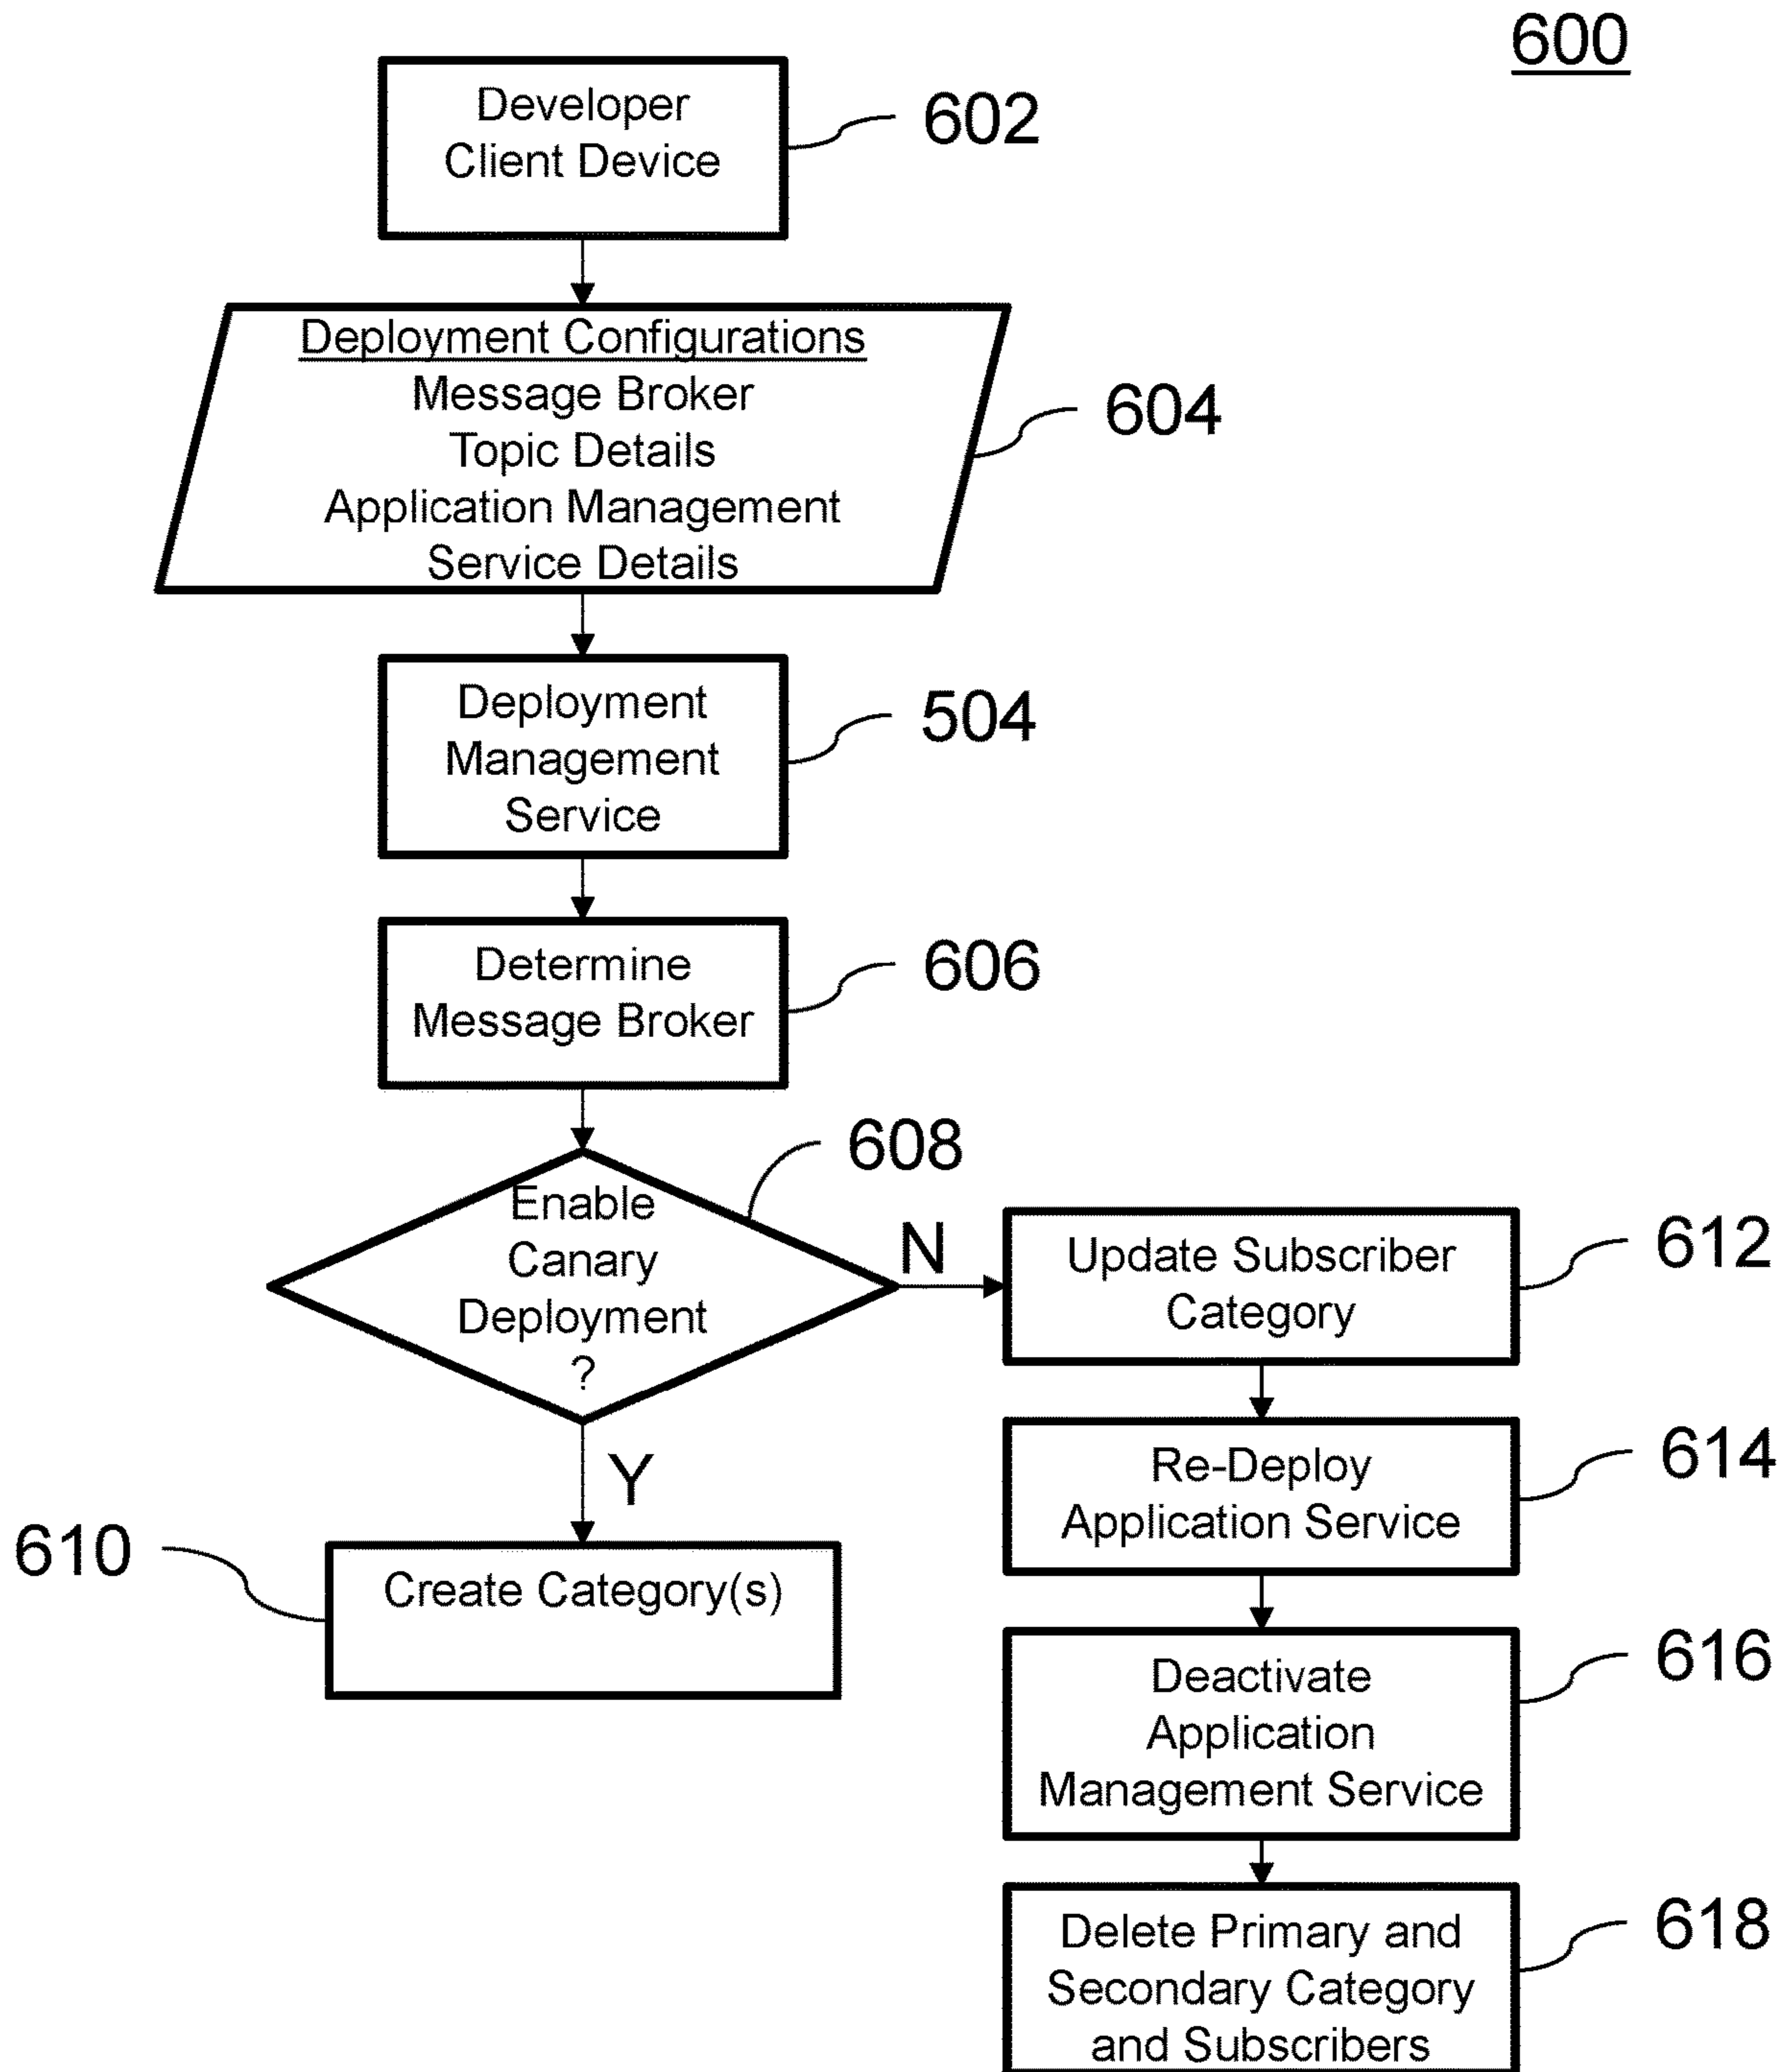 600
Developer
Client Device
602
Deployment Configurations
Message Broker
Topic Details
Application Management
Service Details
604
Deployment
Management
Service
504
Determine
Message Broker
606
Enable
Canary
Deployment
?
608
N
Y
610
Create Category(s)
Update Subscriber
Category
612
Re-Deploy
Application Service
614
Deactivate
Application
Management Service
616
Delete Primary and
Secondary Category
and Subscribers
618